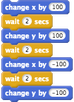 change x by 100
wait 2 secs
change y by 100
wait 2 secs
change x by -100
wait 2 secs
change y by -100